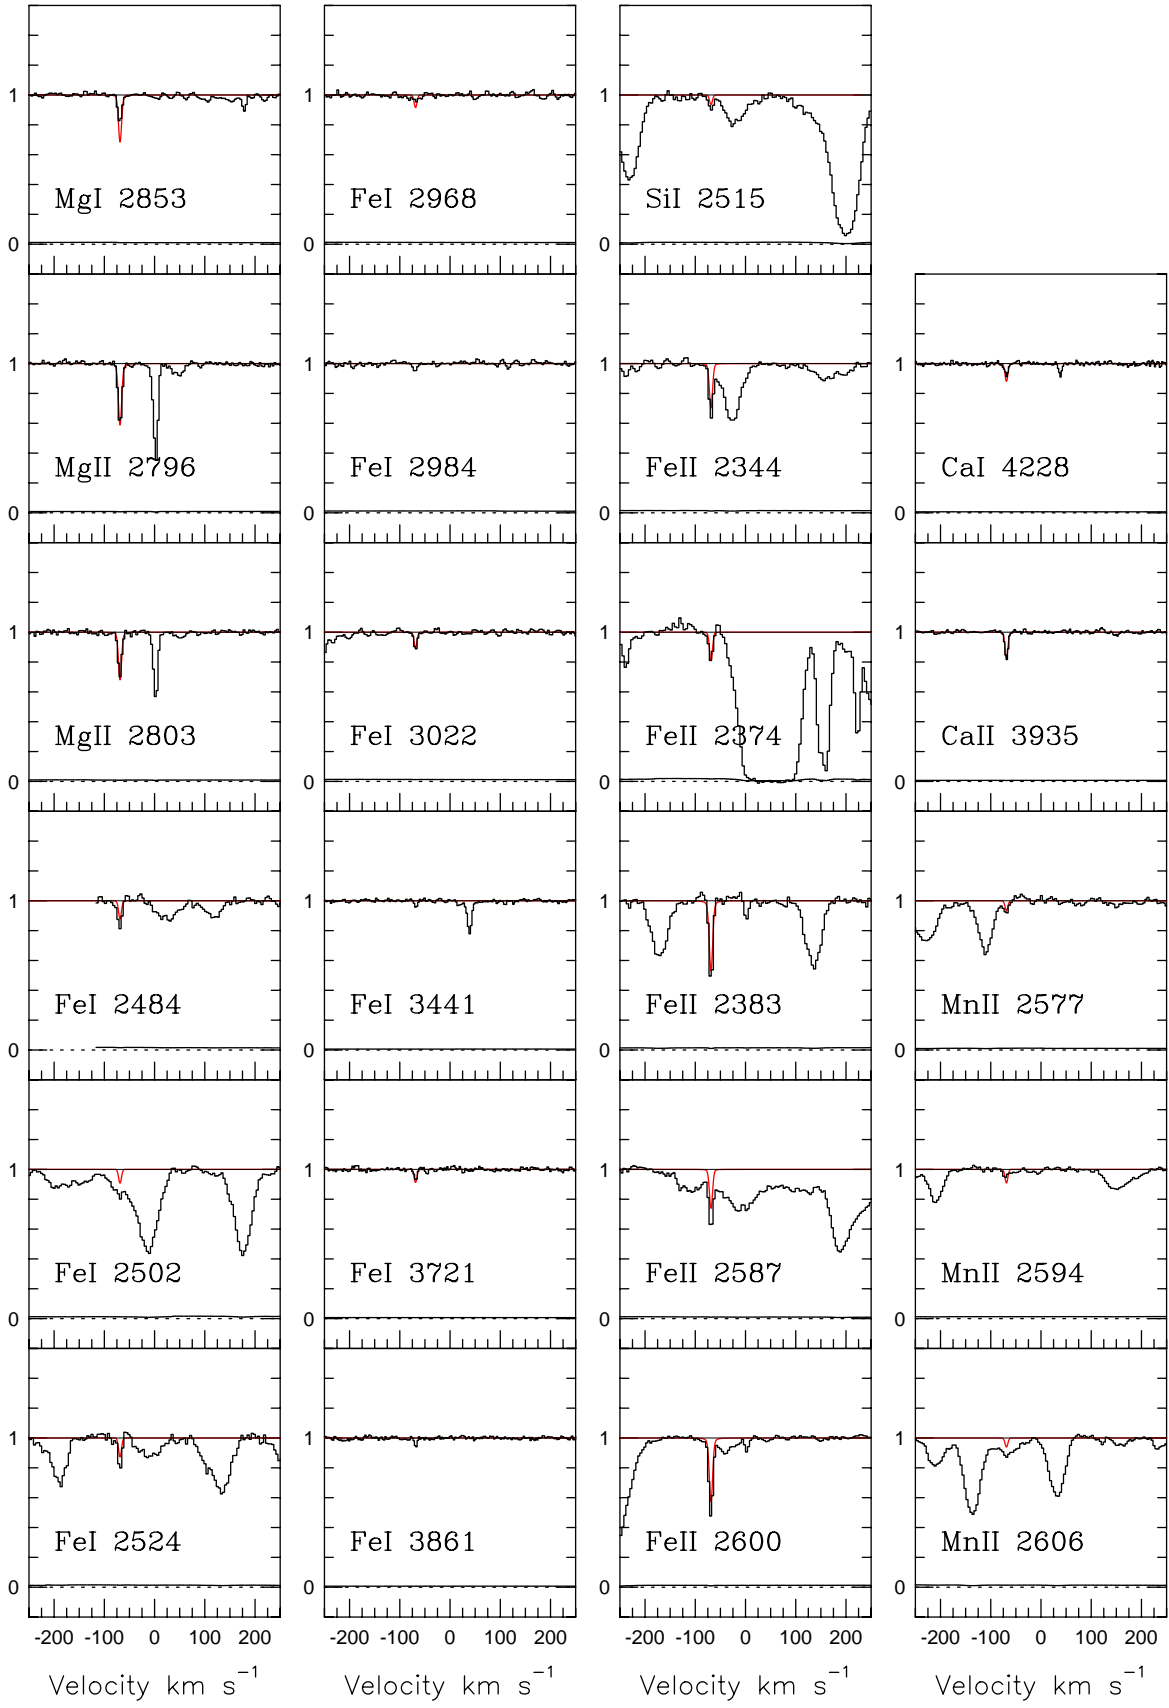 1
MgI 2853
0
FeI 2968
1
SiI 2515
0
1
MgII 2796
0
1
FeI 2984
0
1
FeII 2344
0
1
CaI 4228
0
1
MgII 2803
0
1
FeI 3022
0
1
FeII 2374
0
1
CaII 3935
0
1
FeI 2484
0
1
FeI 3441
0
1
FeII 2383
0
1
MnII 2577
0
1
FeI 2502
0
1
FeI 3721
0
1
FeII 2587
0
1
MnII 2594
0
1
FeI 2524
0
1
FeI 3861
0
1
FeII 2600
0
1
MnII 2606
0
-200 -100 0 100 200
-200 -100 0 100 200
-200 -100 0 100 200
-200 -100 0 100 200
Velocity km s⁻¹
Velocity km s⁻¹
Velocity km s⁻¹
Velocity km s⁻¹